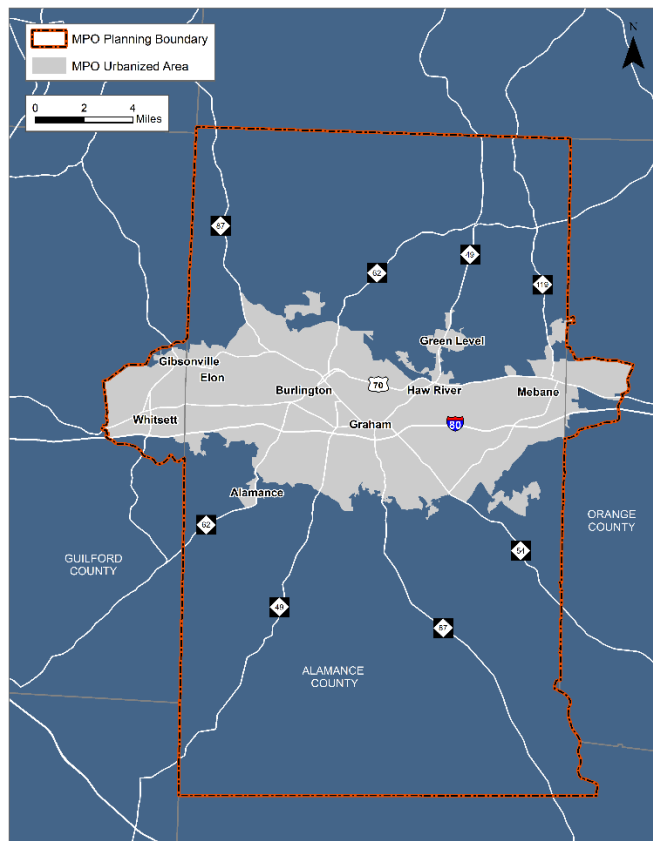 MPO Planning Boundary
MPO Urbanized Area
0 2 4
Miles
N
87
62
49
119
Green Level
Gibsonville
Elon
Burlington
70
Haw River
Mebane
Whitsett
Graham
80
Alamance
62
ORANGE
COUNTY
54
GUILFORD
COUNTY
49
57
ALAMANCE
COUNTY